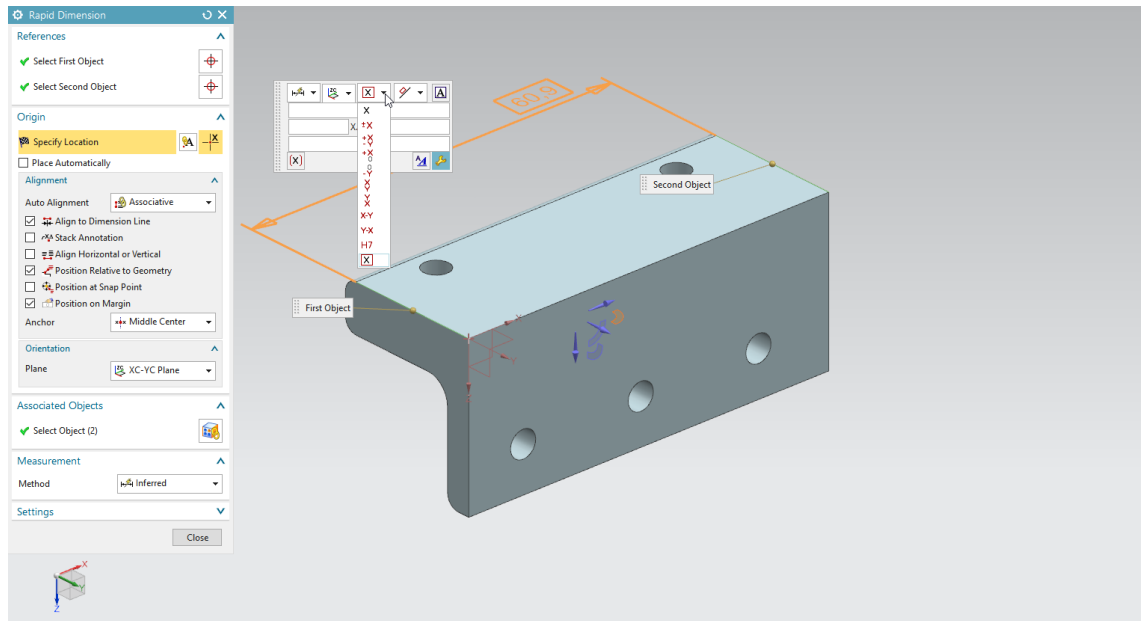 Rapid Dimension
References
Select First Object
Select Second Object
Origin
Specify Location
Place Automatically
Alignment
Auto Alignment Associative
Align to Dimension Line
Stack Annotation
Align Horizontal or Vertical
Position Relative to Geometry
Position at Snap Point
Position on Margin
Anchor Middle Center
Orientation
Plane XC-YC Plane
Associated Objects
Select Object (2)
Measurement
Method Inferred
Settings
Close
X
A
X.
(X)
X
±X
+X
-Y
+X
0
0
-Y
X
Y
Y
X
X-Y
Y-X
H7
X
60,9
Second Object
First Object
X
Y
Z